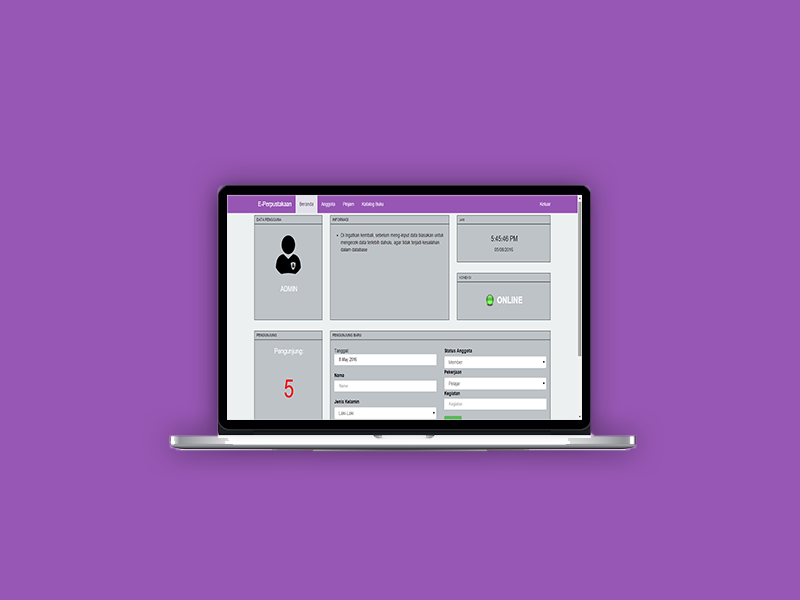 E-Perpustakaan Beranda Anggota Pinjam Katalog Buku Keluar
DATA PENGGUNA
ADMIN
INFORMASI
Di ingatkan kembali, sebelum meng-input data biasakan untuk
mengecek data terlebih dahulu, agar tidak terjadi kesalahan
dalam database
JAM
5:45:46 PM
05/08/2016
KONEKSI
ONLINE
PENGUNJUNG
Pengunjung:
5
PENGUNJUNG BARU
Tanggal
8 May 2016
Nama
Nama
Jenis Kelamin
Laki-Laki
Status Anggota
Member
Pekerjaan
Pelajar
Kegiatan
Kegiatan